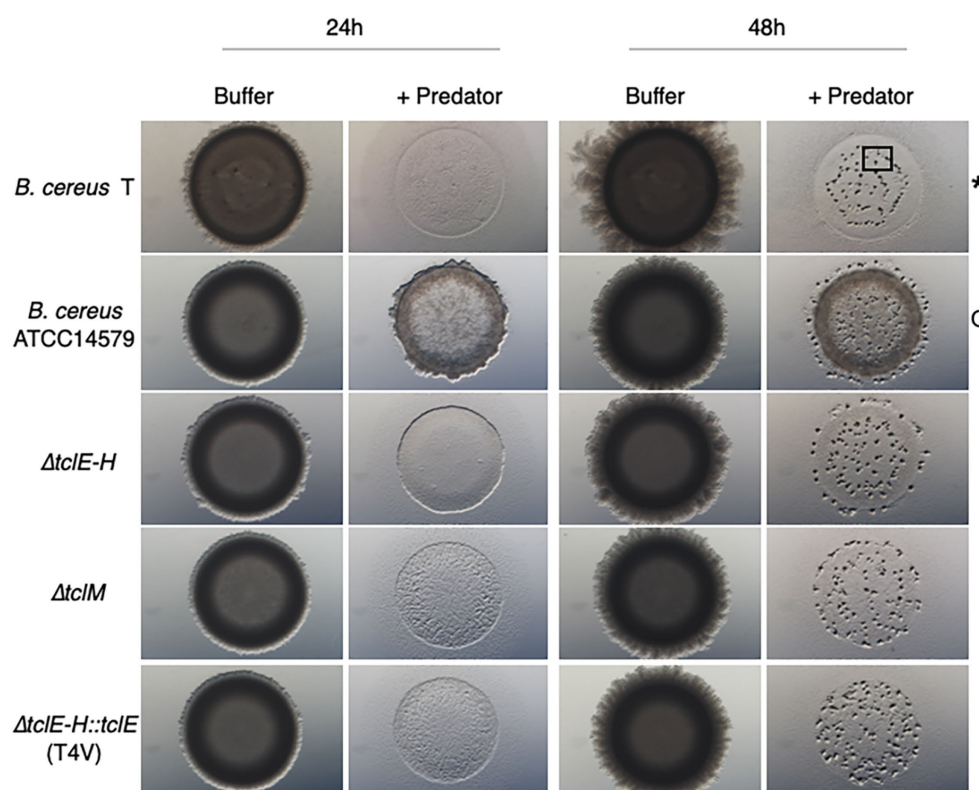 24h 48h
Buffer + Predator Buffer + Predator
B. cereus T *
B. cereus
ATCC14579
ΔtclE-H
ΔtclM
ΔtclE-H::tclE
(T4V)